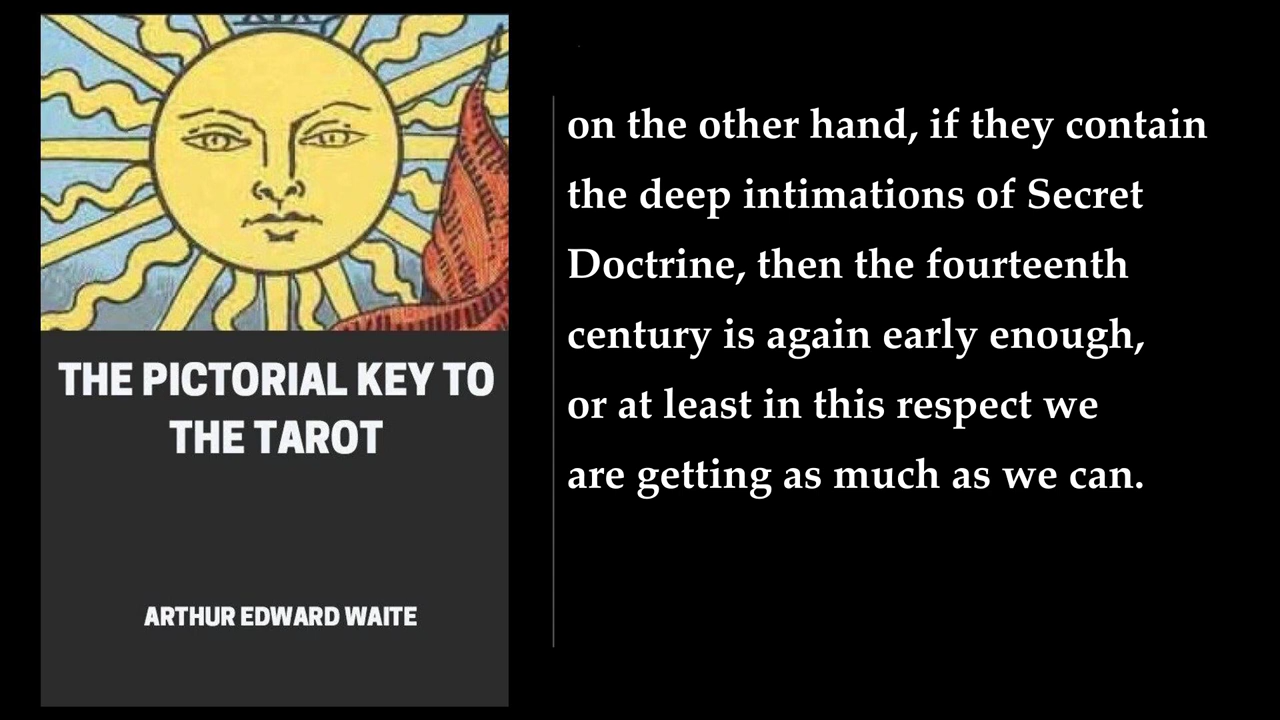 XIX
THE PICTORIAL KEY TO
THE TAROT
ARTHUR EDWARD WAITE
on the other hand, if they contain
the deep intimations of Secret
Doctrine, then the fourteenth
century is again early enough,
or at least in this respect we
are getting as much as we can.